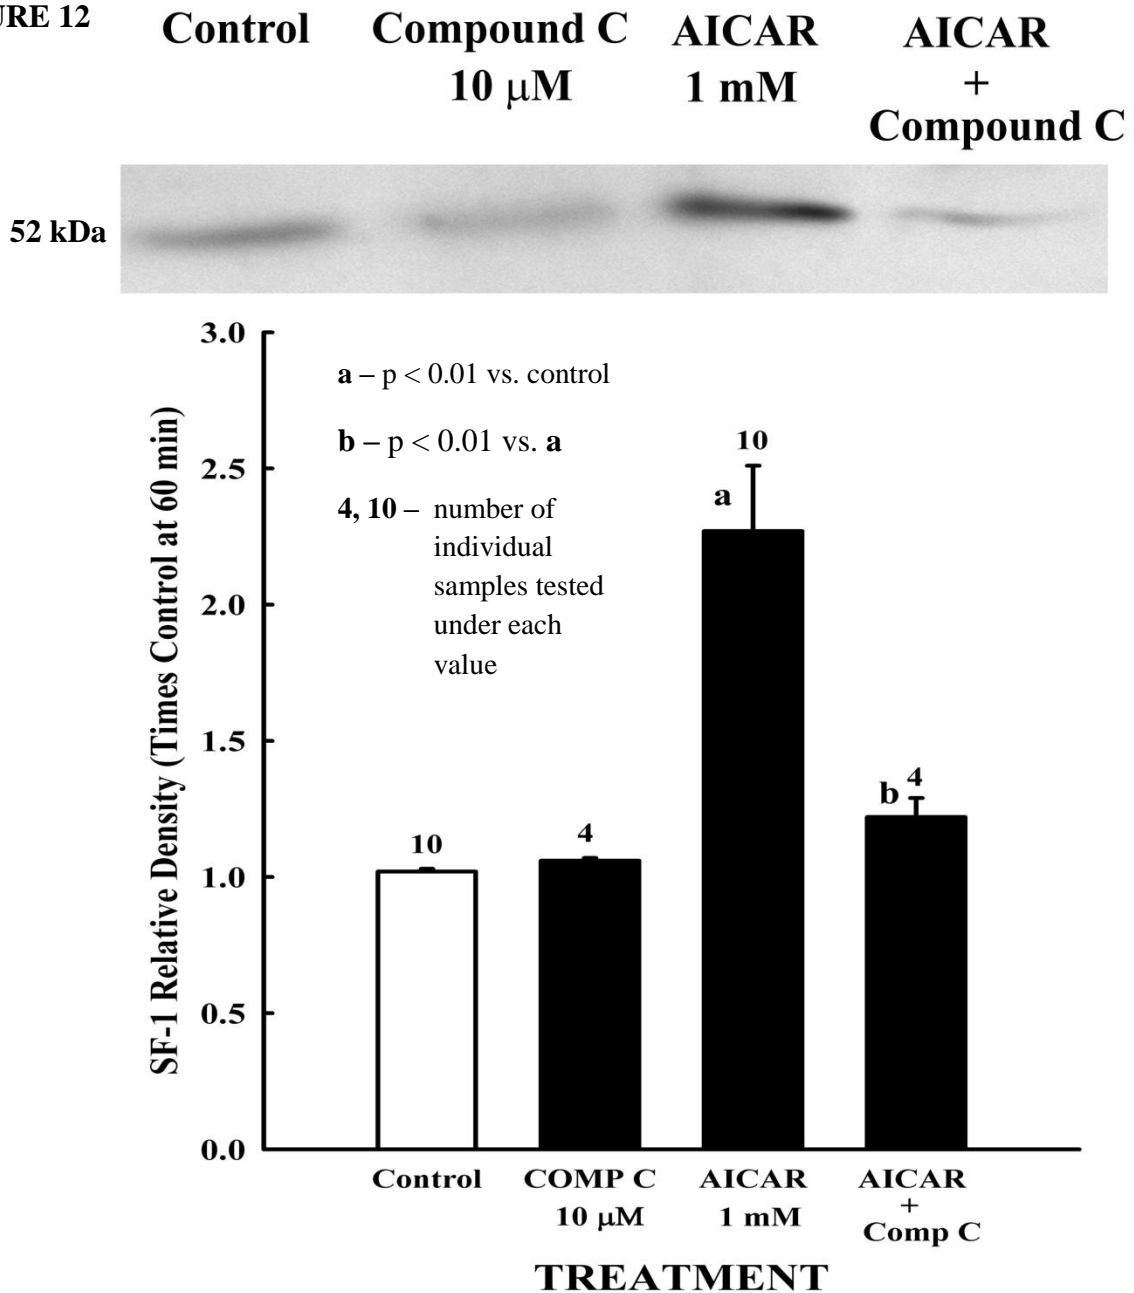 URE 12
Control
Compound C
10 μM
AICAR
1 mM
AICAR
+
Compound C
52 kDa
3.0
2.5
2.0
1.5
1.0
0.5
0.0
SF-1 Relative Density (Times Control at 60 min)
a – p < 0.01 vs. control
b – p < 0.01 vs. a
4, 10 – number of
individual
samples tested
under each
value
10
4
a
10
b
4
Control
COMP C
10 μM
AICAR
1 mM
AICAR
+
Comp C
TREATMENT